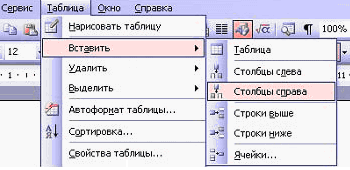 Сервис Таблица Окно Справка
Нарисовать таблицу
100%
12
Вставить
Таблица
Удалить
Столбцы слева
Выделить
Столбцы справа
Автоформат таблицы...
Строки выше
Сортировка...
Строки ниже
Свойства таблицы...
Ячейки...